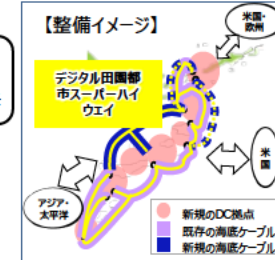 【整備イメージ】
米国・
欧州
デジタル田園都
市スーパーハイ
ウェイ
米
国
アジア・
太平洋
新規のDC拠点
既存の海底ケーブル
新規の海底ケーブル